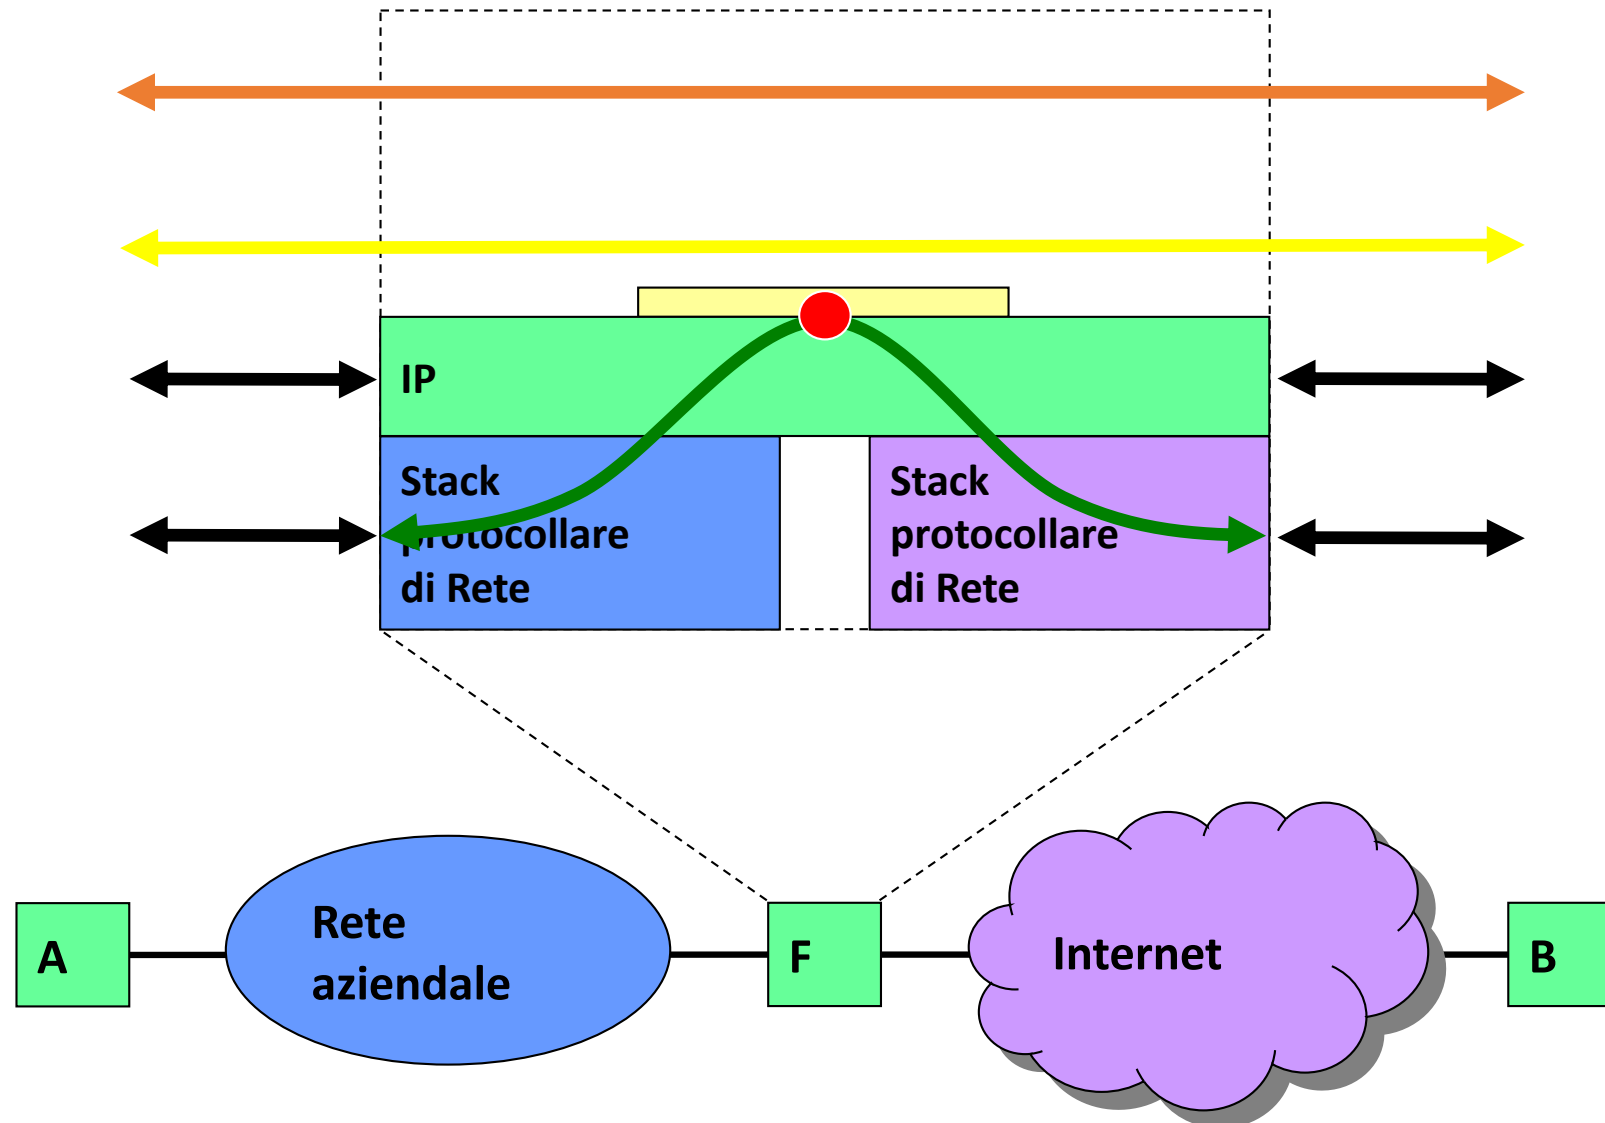 IP
Stack
protocollare
di Rete
Stack
protocollare
di Rete
Rete
aziendale
A
F
Internet
B